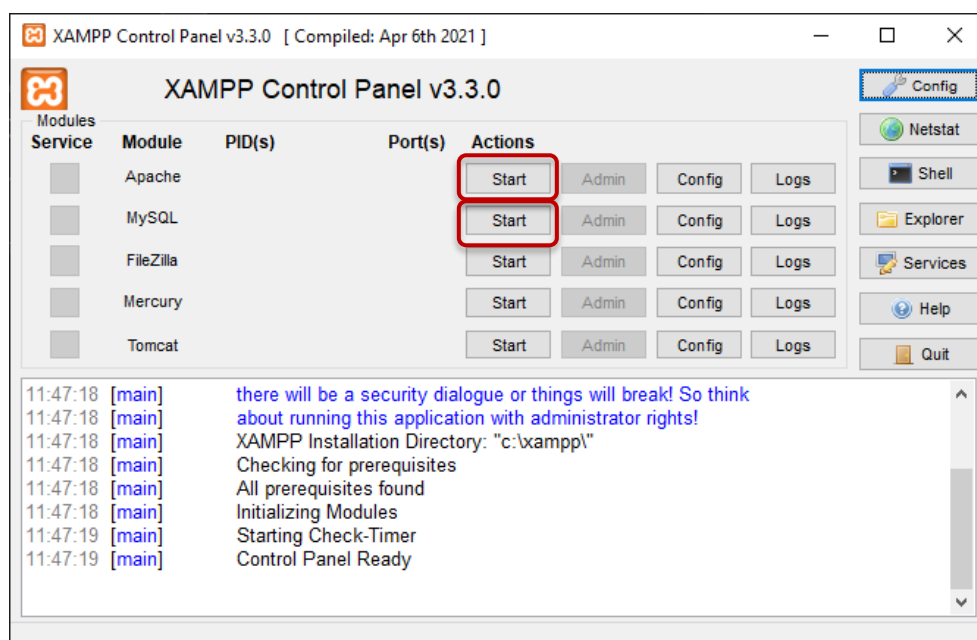 XAMPP Control Panel v3.3.0 [ Compiled: Apr 6th 2021 ]
XAMPP Control Panel v3.3.0
Config
Modules
Service Module PID(s) Port(s) Actions
Netstat
Apache Start Admin Config Logs
Shell
MySQL Start Admin Config Logs
Explorer
FileZilla Start Admin Config Logs
Services
Mercury Start Admin Config Logs
Help
Tomcat Start Admin Config Logs
Quit
11:47:18 [main] there will be a security dialogue or things will break! So think
11:47:18 [main] about running this application with administrator rights!
11:47:18 [main] XAMPP Installation Directory: "c:\xampp\"
11:47:18 [main] Checking for prerequisites
11:47:18 [main] All prerequisites found
11:47:18 [main] Initializing Modules
11:47:19 [main] Starting Check-Timer
11:47:19 [main] Control Panel Ready